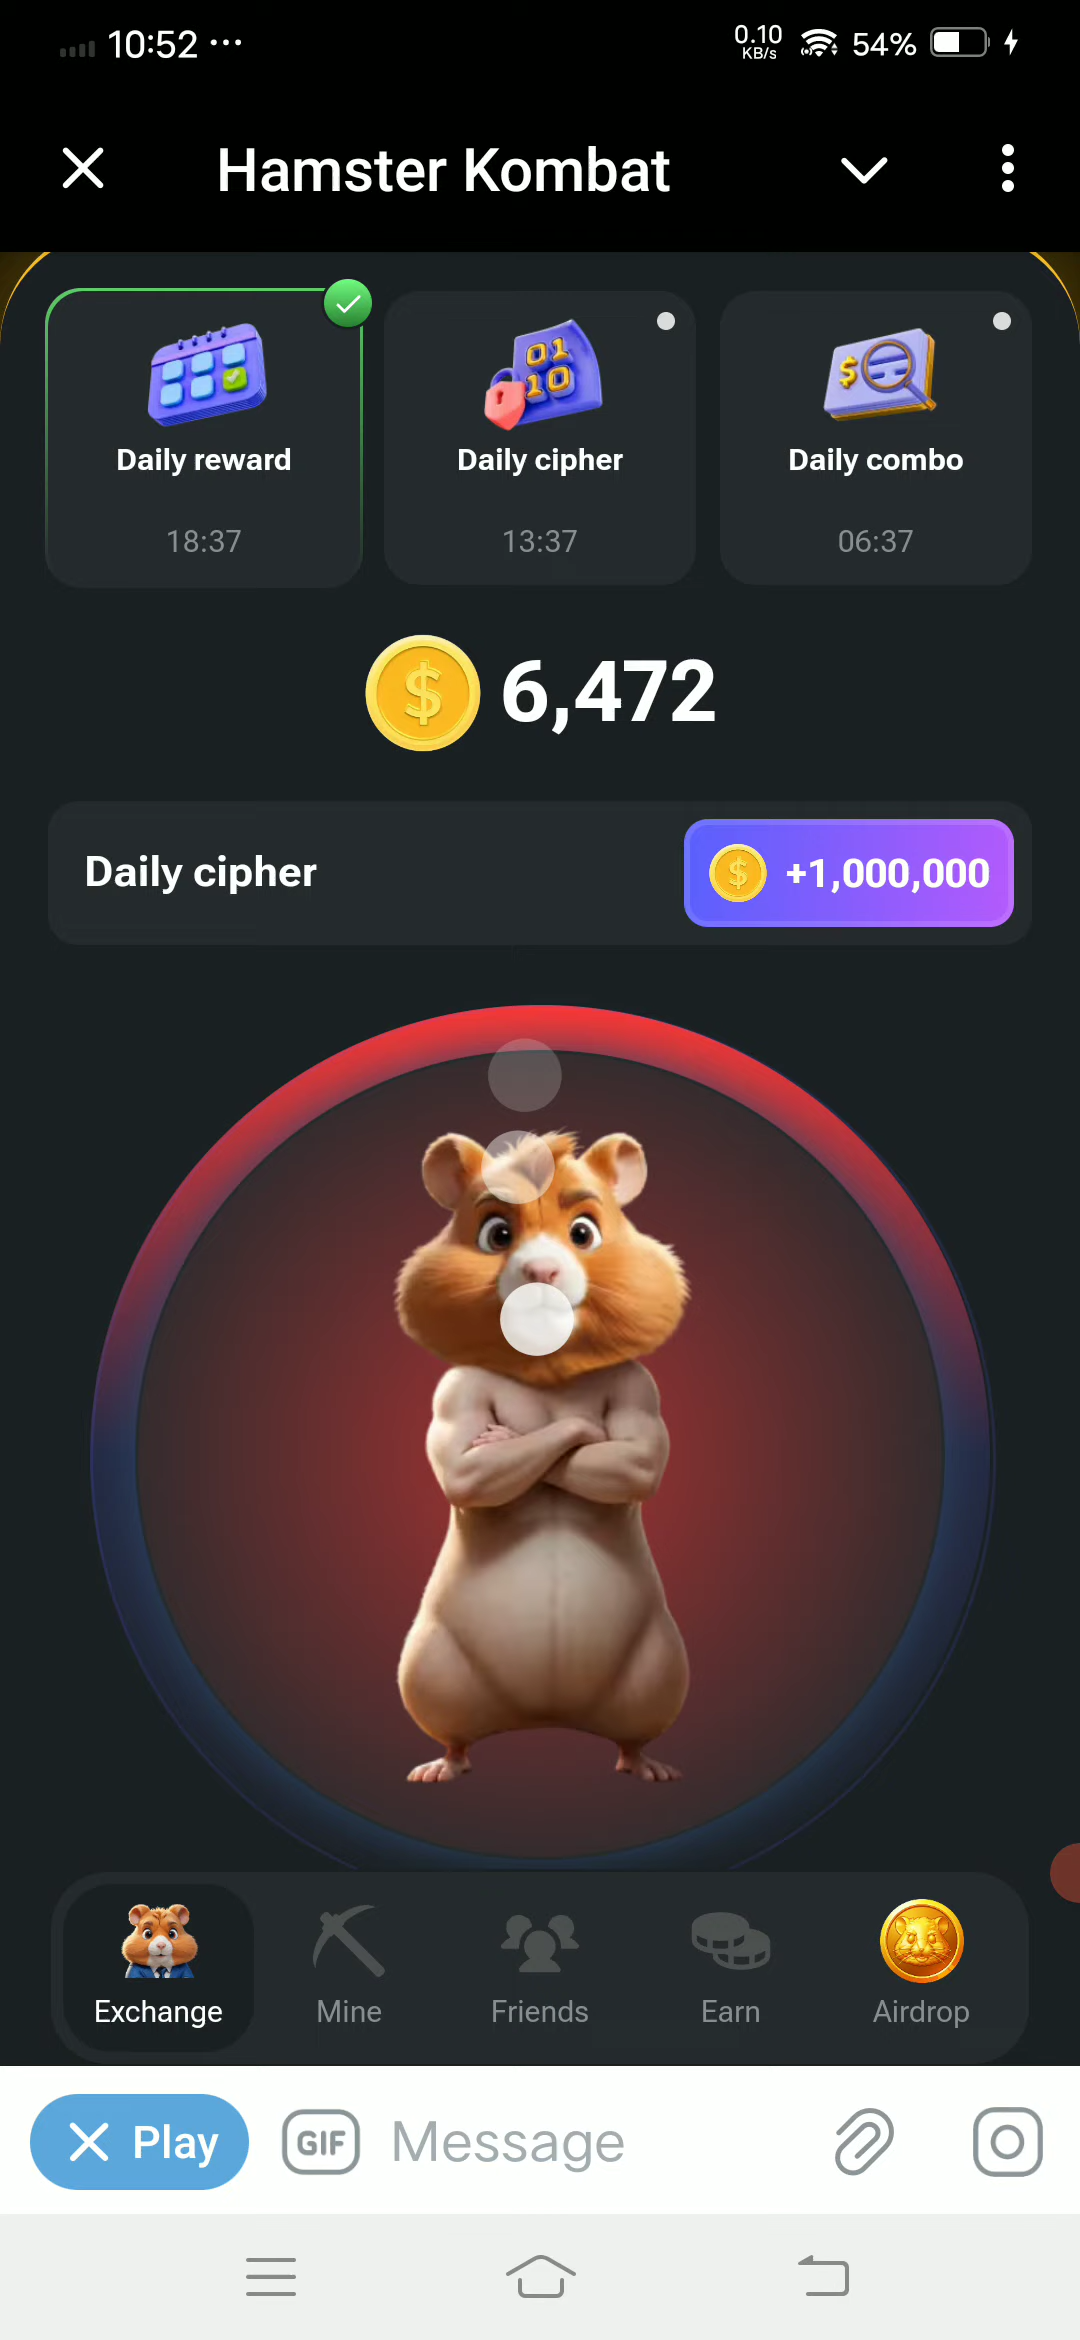 10:52 ...
0.10
KB/s
54%
Hamster Kombat
Daily reward
18:37
Daily cipher
13:37
Daily combo
06:37
6,472
Daily cipher
+1,000,000
Exchange
Mine
Friends
Earn
Airdrop
Play
GIF
Message